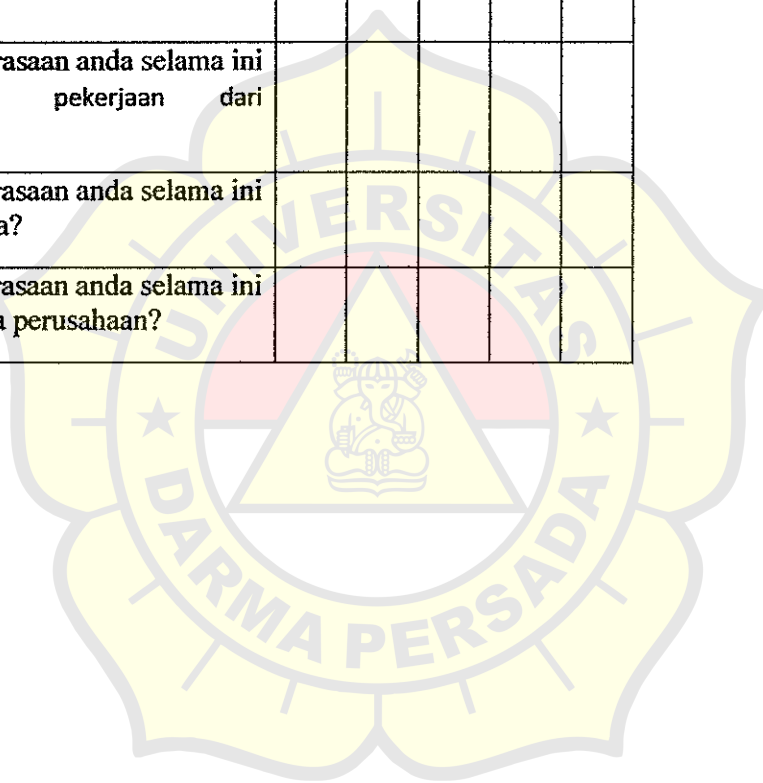 rasaan anda selama ini
pekerjaan dari
rasaan anda selama ini
a?
rasaan anda selama ini
a perusahaan?
UNIVERSITAS
DARMA PERSADA